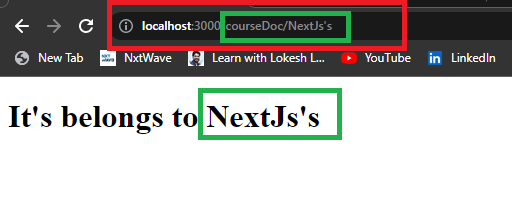 localhost:3000/courseDoc/NextJs's
New Tab NxtWave Learn with Lokesh L... YouTube LinkedIn
It's belongs to NextJs's